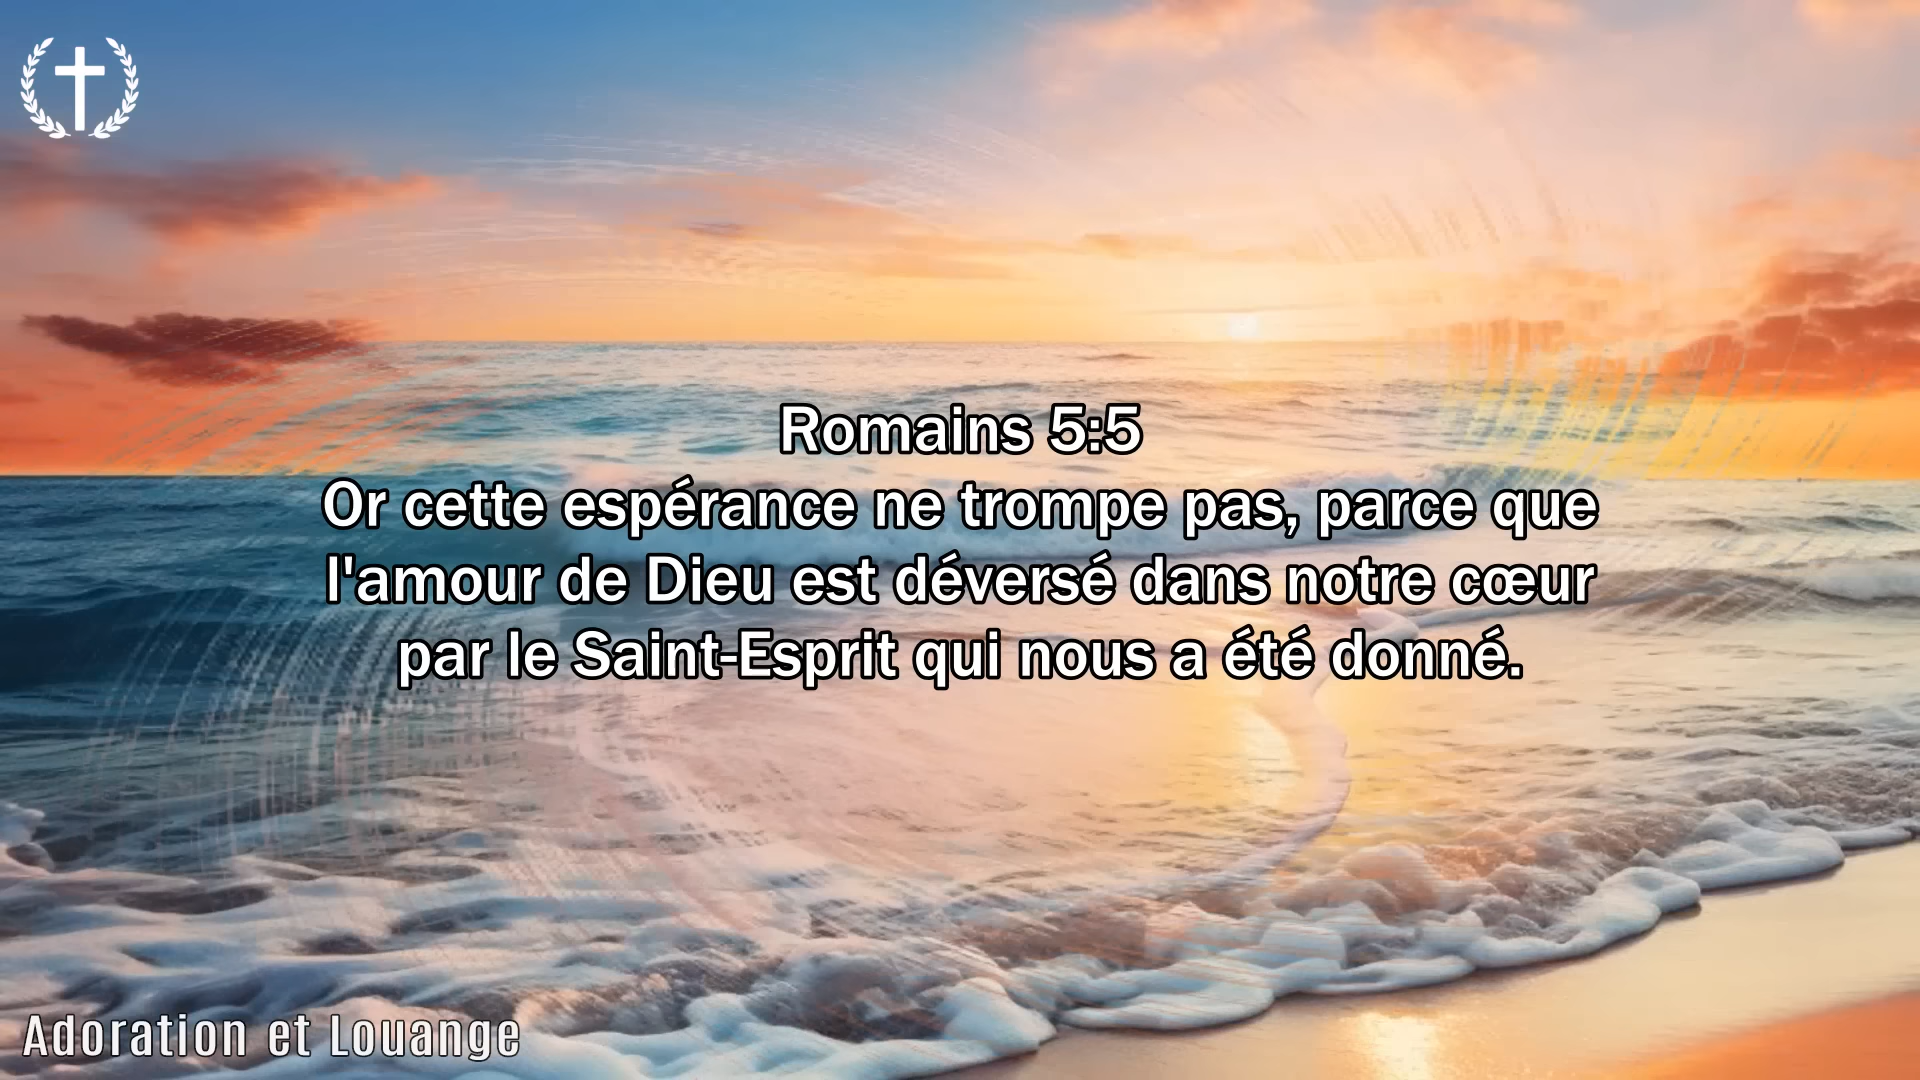 Romains 5:5
Or cette espérance ne trompe pas, parce que
l'amour de Dieu est déversé dans notre cœur
par le Saint-Esprit qui nous a été donné.
Adoration et Louange